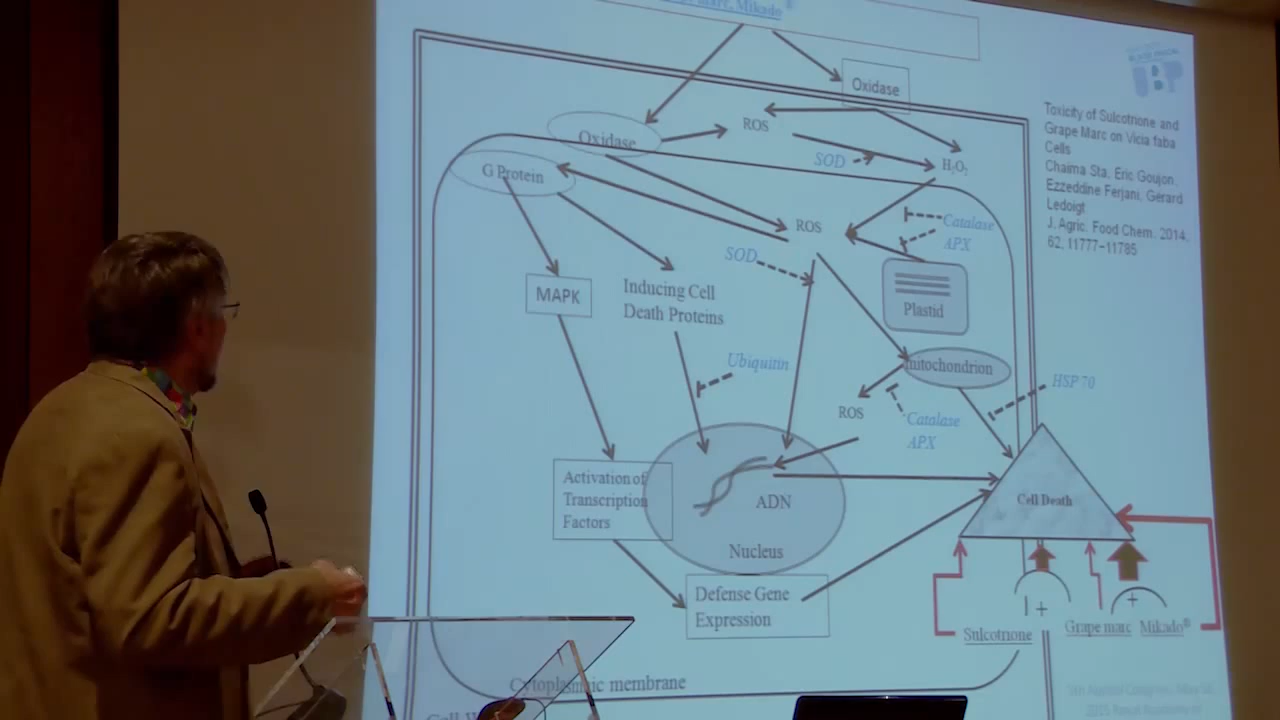 marc, Mikado®
Oxidase
Toxicity of Sulcotrione and
Grape Marc on Vicia faba
Cells
Chaima Sta, Eric Goujon,
Ezzeddine Ferjani, Gerard
Ledoigt
J. Agric. Food Chem. 2014,
62, 11777−11785
Oxidase
ROS
SOD
H2O2
G Protein
ROS
Catalase
APX
SOD
MAPK
Inducing Cell
Death Proteins
Plastid
Ubiquitin
mitochondrion
HSP 70
ROS
Catalase
APX
Activation of
Transcription
Factors
ADN
Nucleus
Cell Death
Defense Gene
Expression
+
+
Sulcotrione
Grape marc Mikado®
Cytoplasmic membrane
Cell